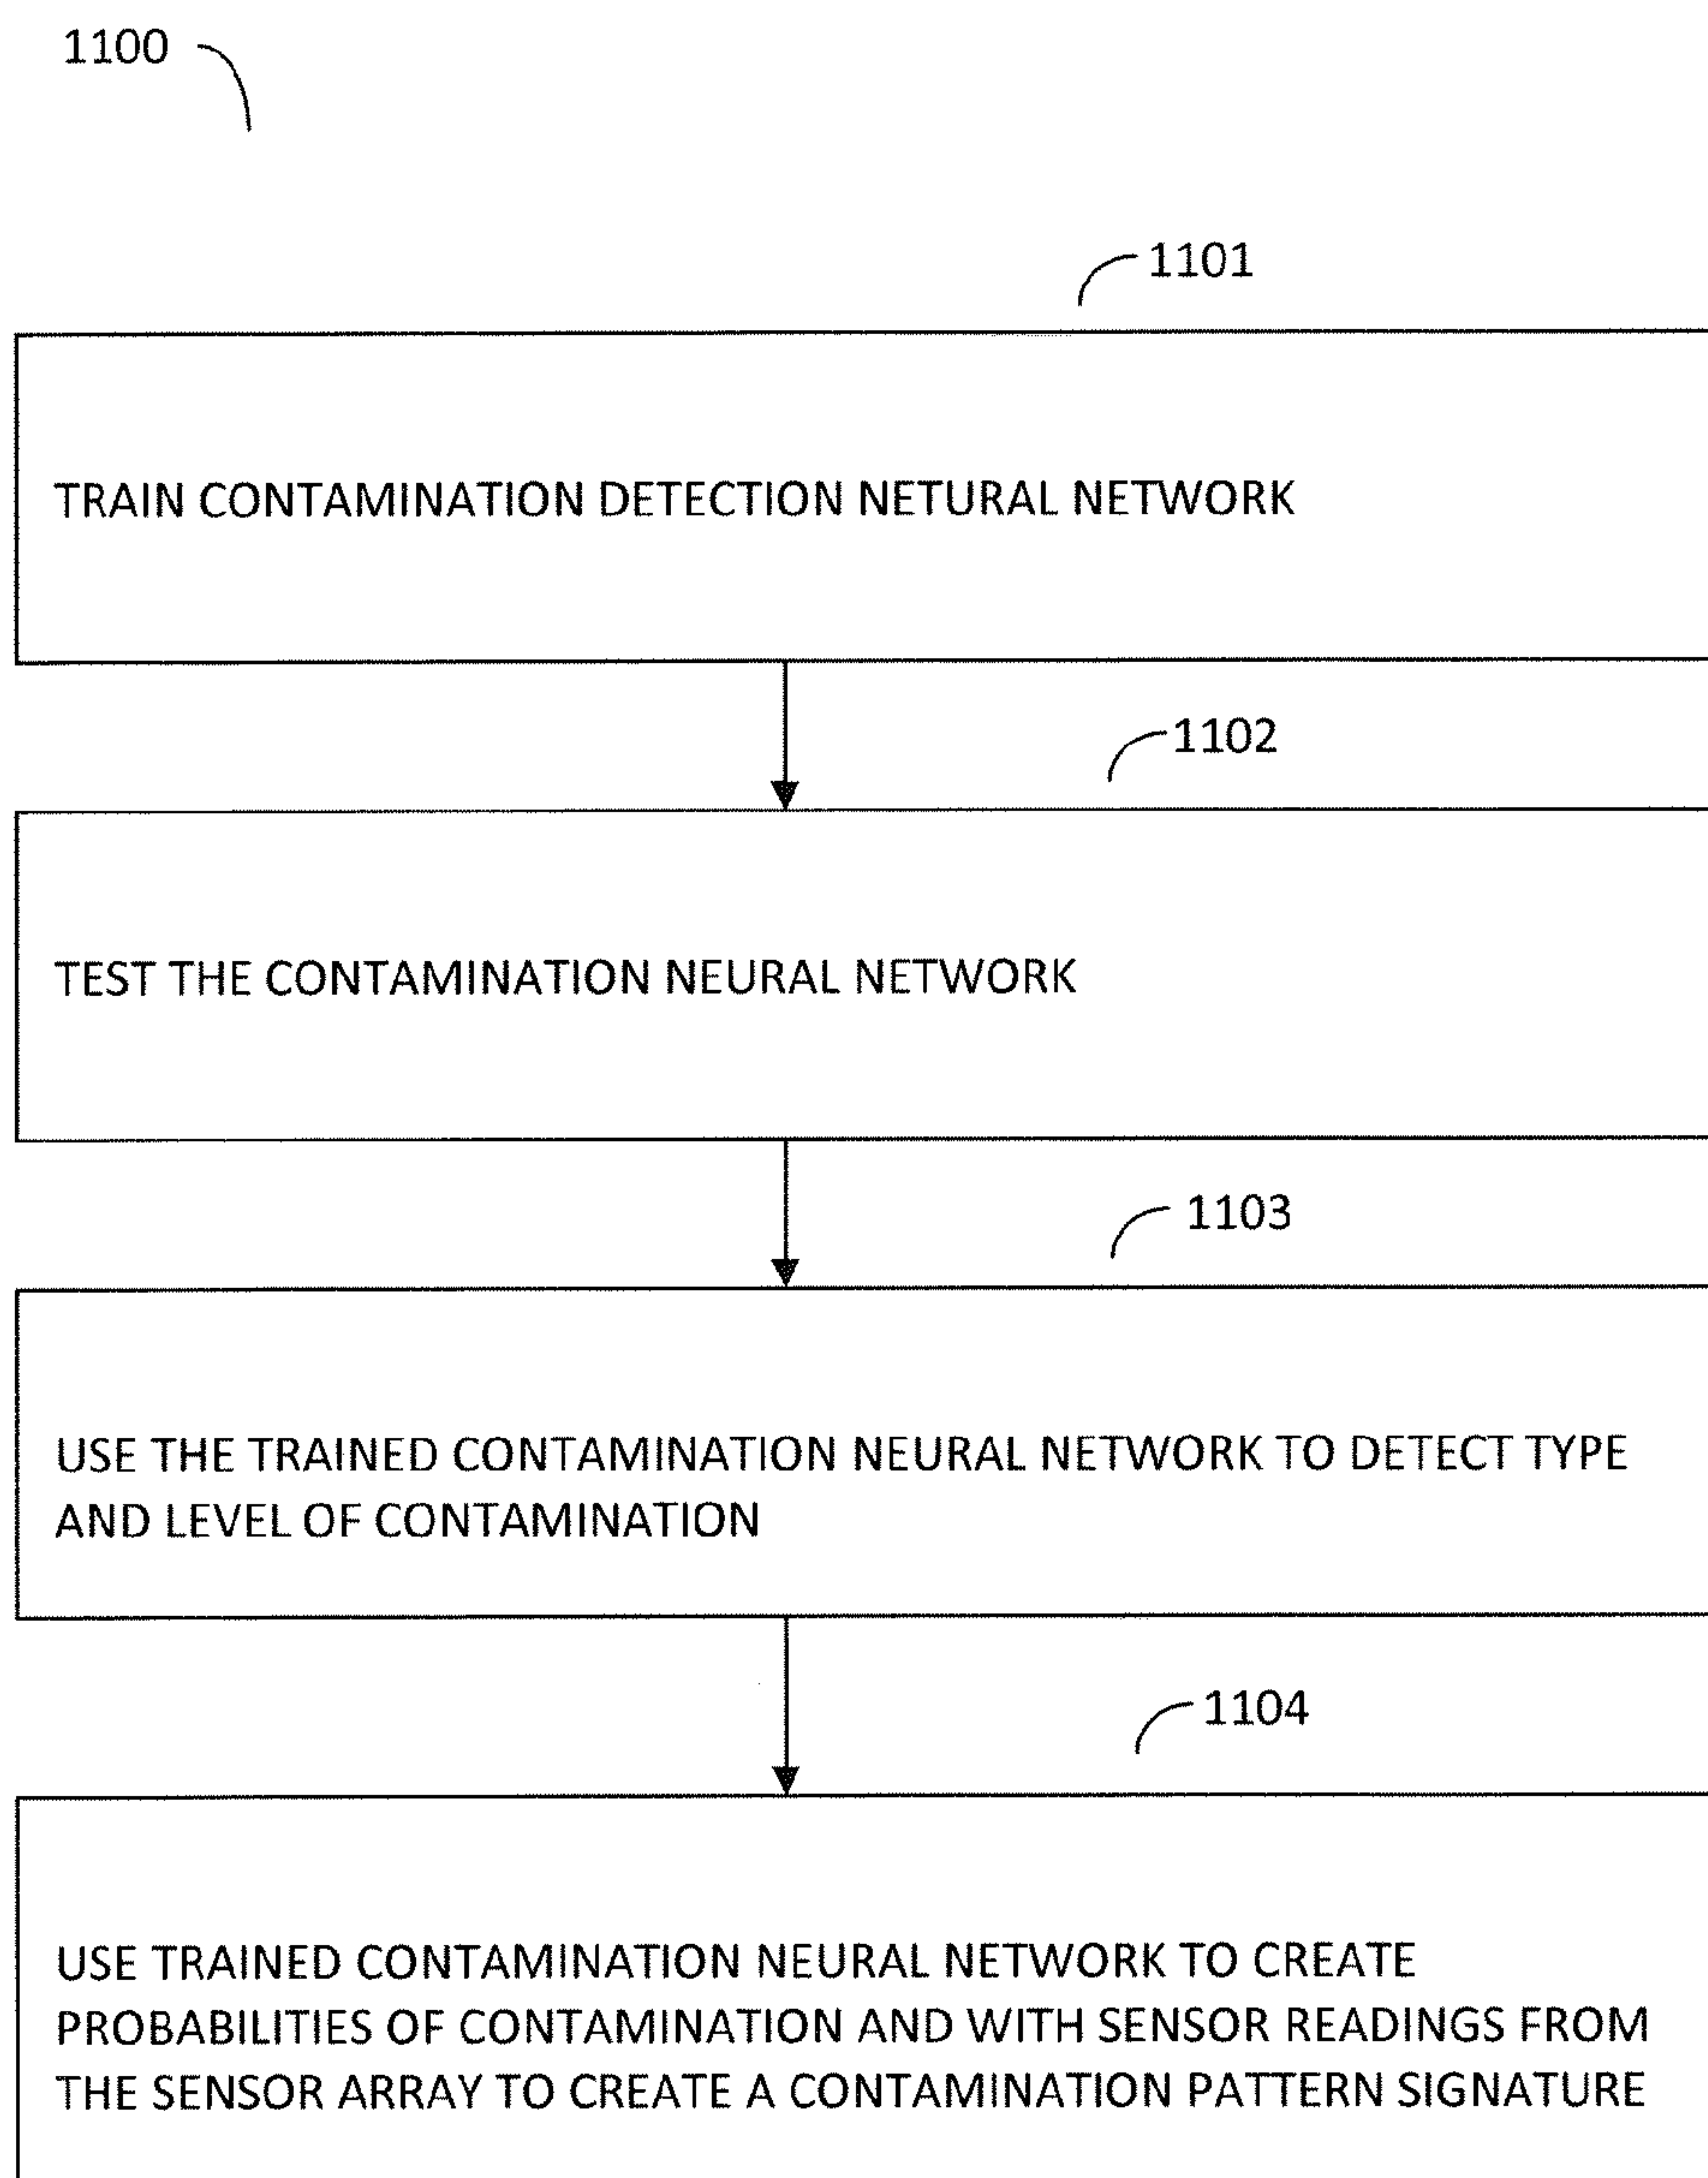 1100
1101
TRAIN CONTAMINATION DETECTION NETURAL NETWORK
1102
TEST THE CONTAMINATION NEURAL NETWORK
1103
USE THE TRAINED CONTAMINATION NEURAL NETWORK TO DETECT TYPE
AND LEVEL OF CONTAMINATION
1104
USE TRAINED CONTAMINATION NEURAL NETWORK TO CREATE
PROBABILITIES OF CONTAMINATION AND WITH SENSOR READINGS FROM
THE SENSOR ARRAY TO CREATE A CONTAMINATION PATTERN SIGNATURE